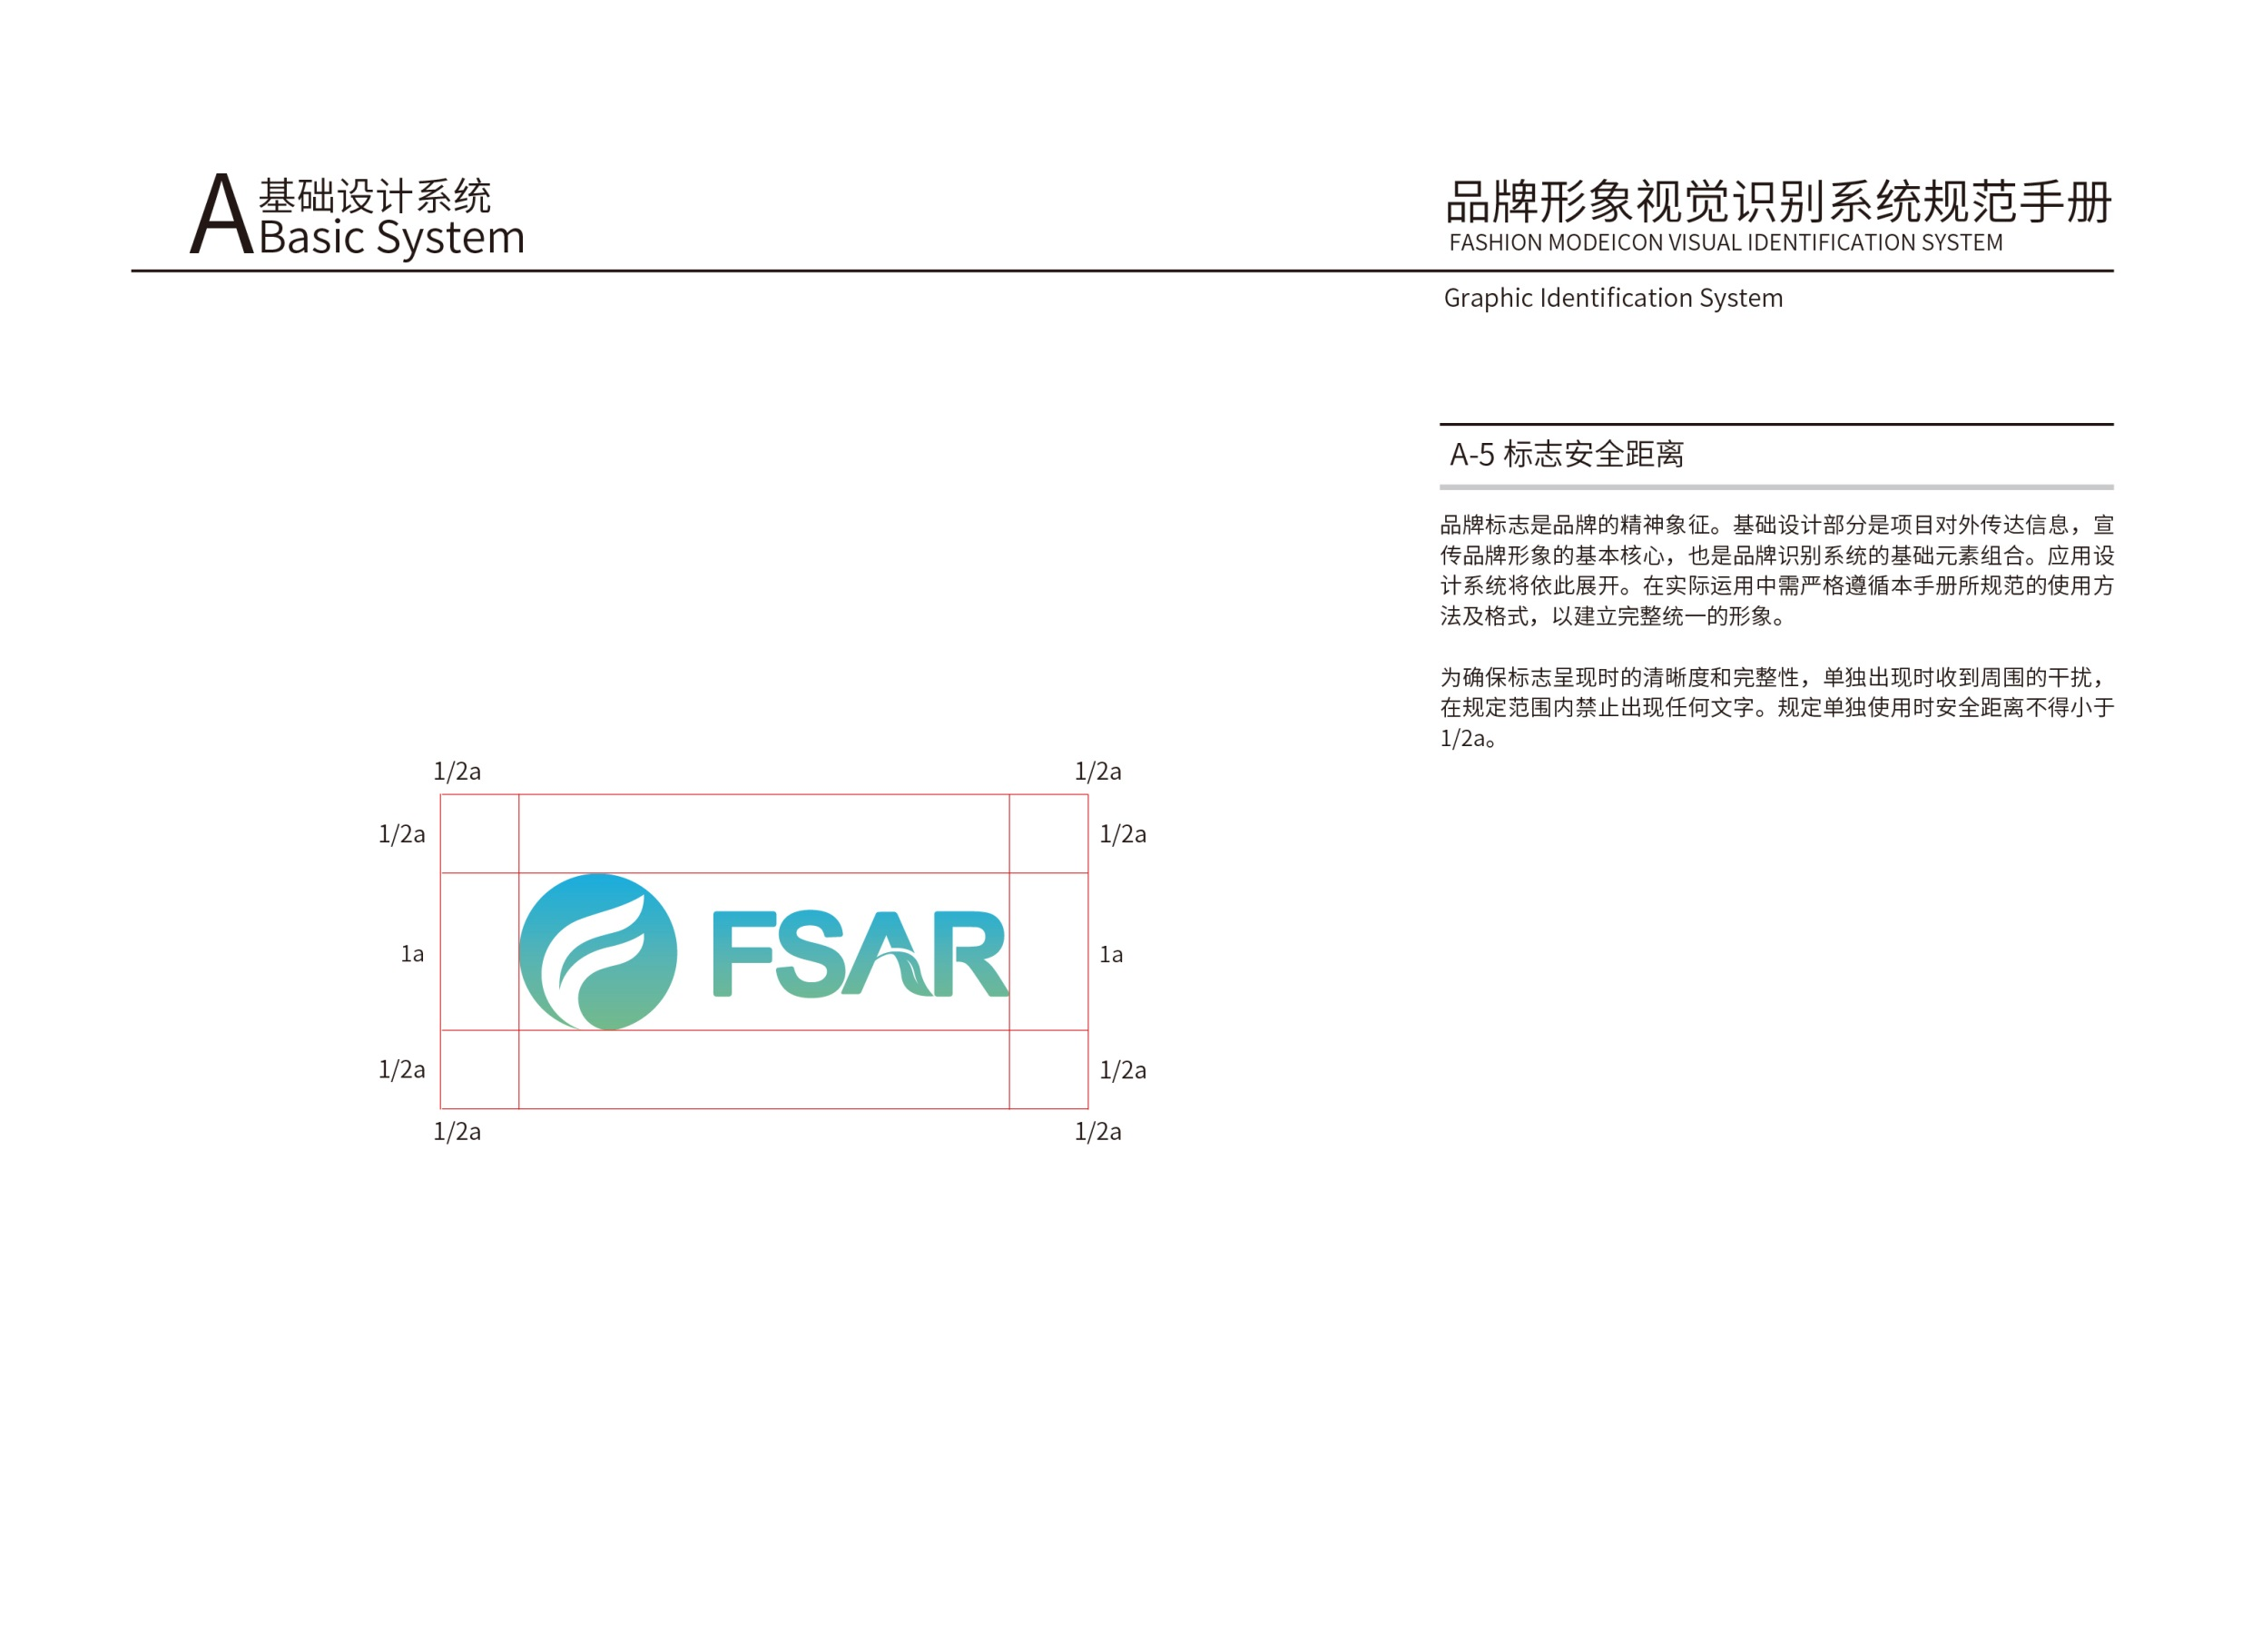 A
基础设计系统
Basic System
品牌形象视觉识别系统规范手册
FASHION MODEICON VISUAL IDENTIFICATION SYSTEM
Graphic Identification System
A-5 标志安全距离
品牌标志是品牌的精神象征。基础设计部分是项目对外传达信息，宣
传品牌形象的基本核心，也是品牌识别系统的基础元素组合。应用设
计系统将依此展开。在实际运用中需严格遵循本手册所规范的使用方
法及格式，以建立完整统一的形象。
为确保标志呈现时的清晰度和完整性，单独出现时收到周围的干扰，
在规定范围内禁止出现任何文字。规定单独使用时安全距离不得小于
1/2a。
1/2a 1/2a
1/2a 1/2a
1a FSAR 1a
1/2a 1/2a
1/2a 1/2a